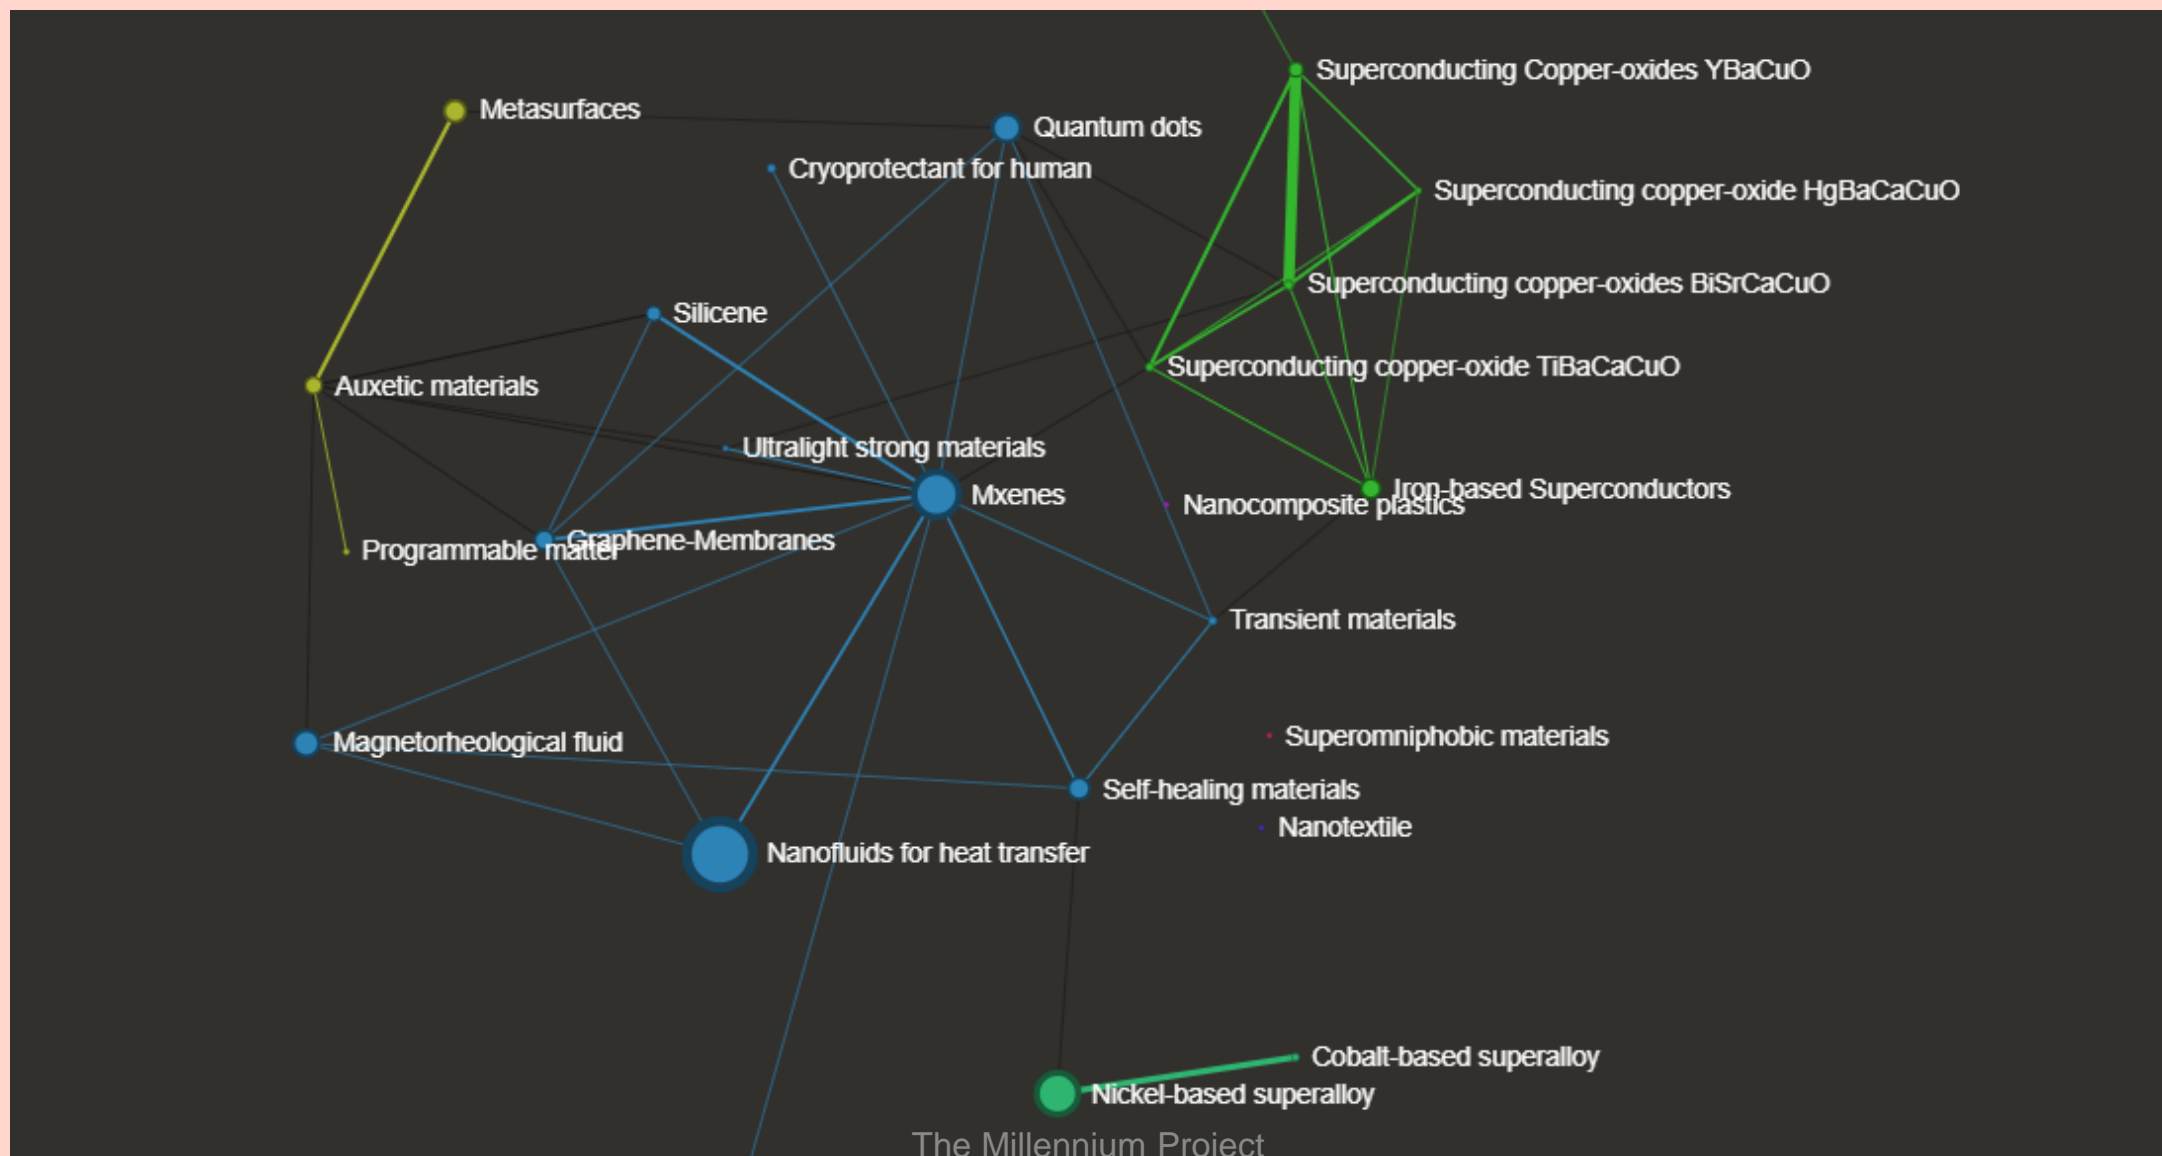 Superconducting Copper-oxides YBaCuO
Metasurfaces
Quantum dots
Cryoprotectant for human
Superconducting copper-oxide HgBaCaCuO
Superconducting copper-oxides BiSrCaCuO
Silicene
Superconducting copper-oxide TiBaCaCuO
Auxetic materials
Ultralight strong materials
Iron-based Superconductors
Mxenes
Nanocomposite plastics
Graphene-Membranes
Programmable matter
Transient materials
Superomniphobic materials
Magnetorheological fluid
Self-healing materials
Nanotextile
Nanofluids for heat transfer
Cobalt-based superalloy
Nickel-based superalloy
The Millennium Project